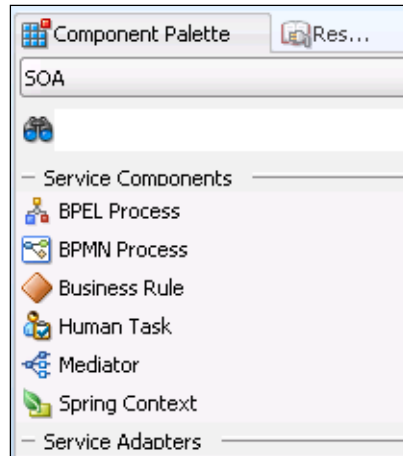 Component Palette
Res...
SOA
Service Components
BPEL Process
BPMN Process
Business Rule
Human Task
Mediator
Spring Context
Service Adapters